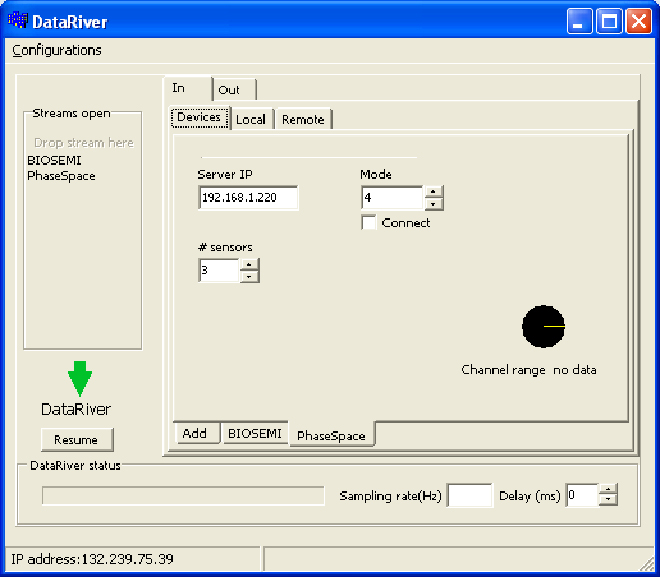 DataRiver
Configurations
In
Out
Streams open
Devices
Local
Remote
Drop stream here
BIOSEMI
PhaseSpace
Server IP
Mode
192.168.1.220
4
Connect
# sensors
3
Channel range no data
DataRiver
Resume
Add
BIOSEMI
PhaseSpace
DataRiver status
Sampling rate(Hz)
Delay (ms)
0
IP address:132.239.75.39